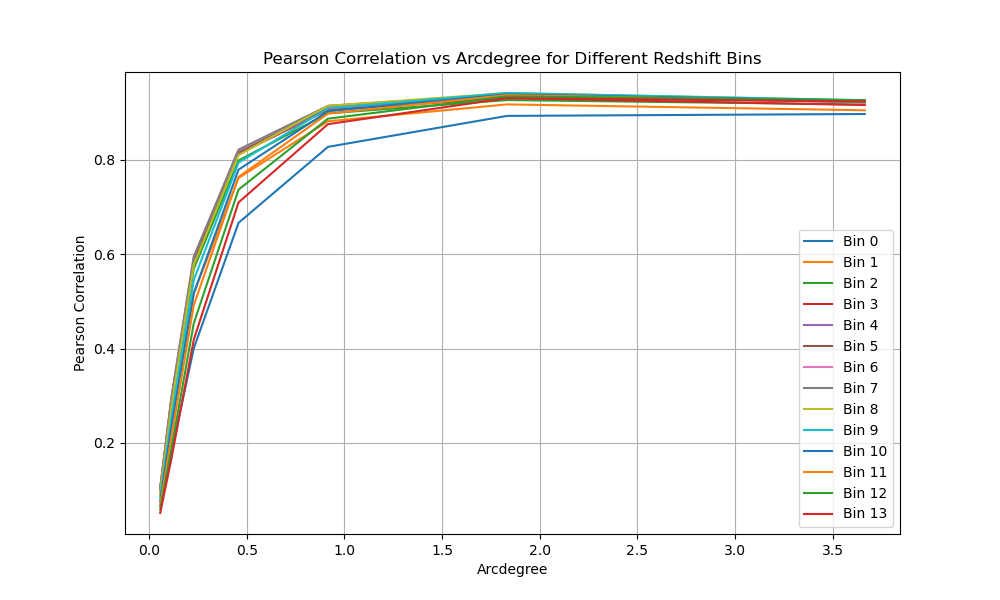 Pearson Correlation vs Arcdegree for Different Redshift Bins
Pearson Correlation
0.8
0.6
0.4
0.2
0.0
0.5
1.0
1.5
2.0
2.5
3.0
3.5
Arcdegree
Bin 0
Bin 1
Bin 2
Bin 3
Bin 4
Bin 5
Bin 6
Bin 7
Bin 8
Bin 9
Bin 10
Bin 11
Bin 12
Bin 13